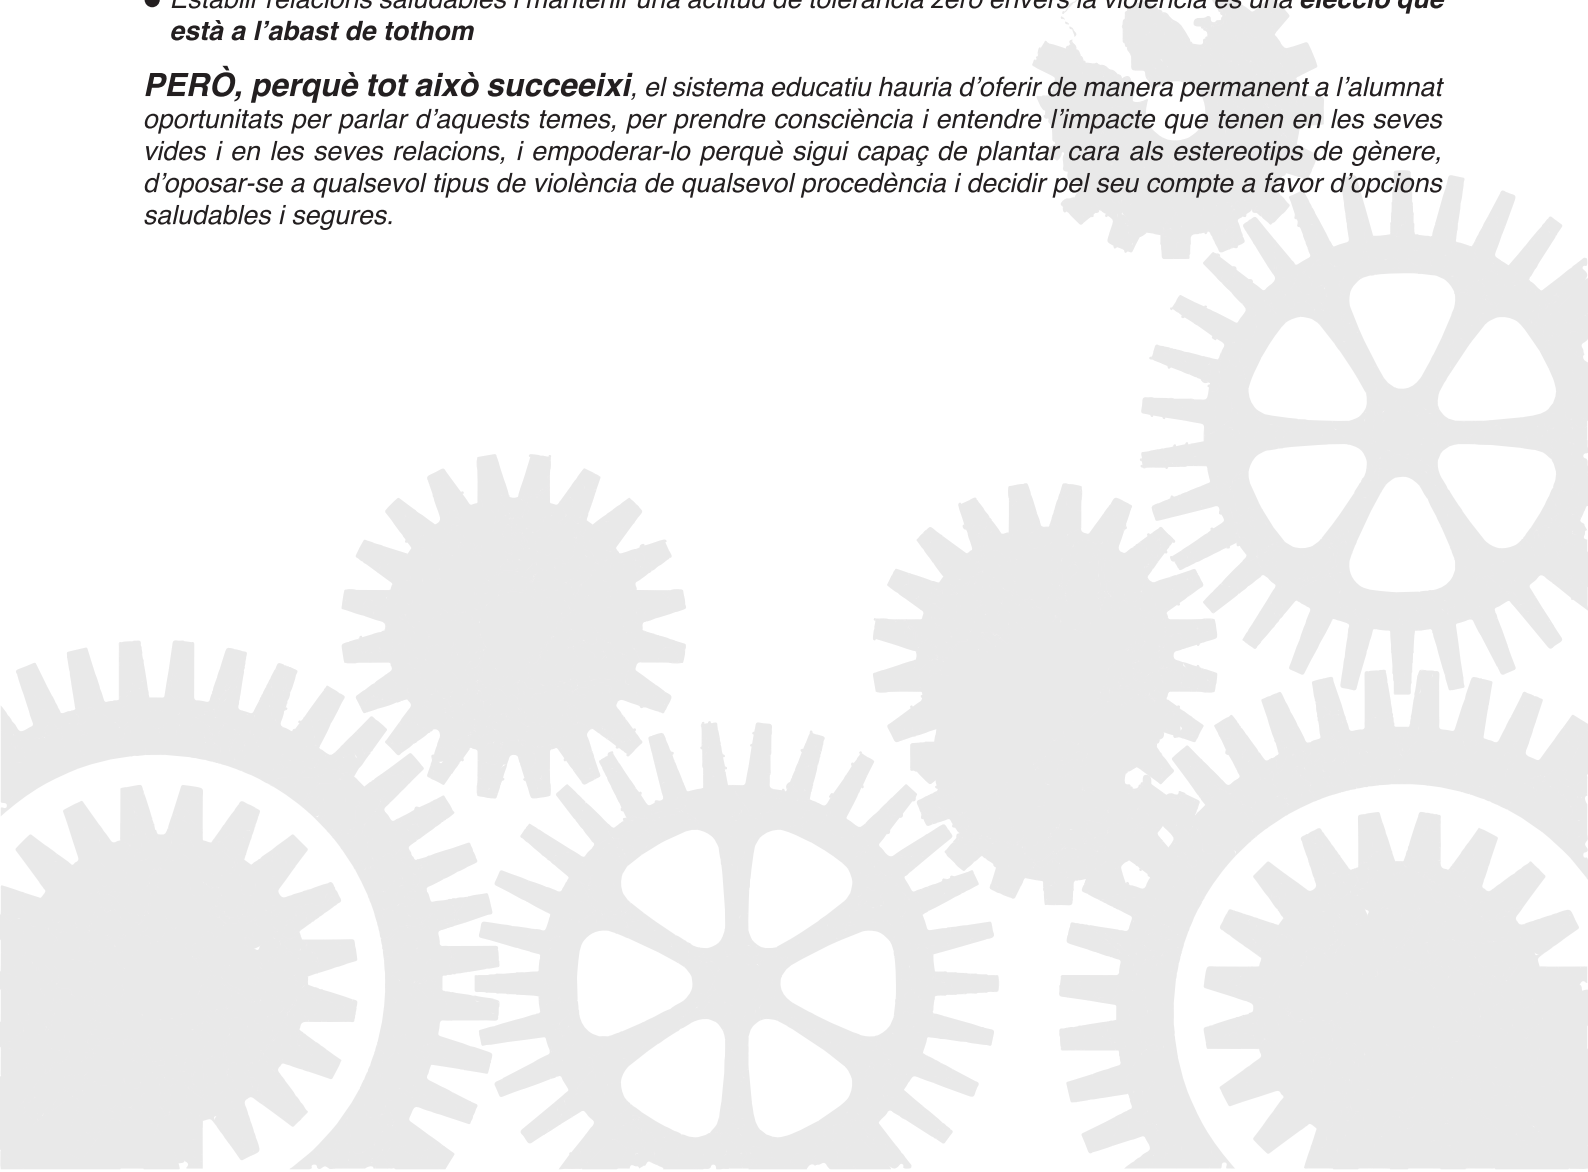 ● Establir relacions saludables i mantenir una actitud de tolerància zero envers la violència és una elecció que
està a l’abast de tothom
PERÒ, perquè tot això succeeixi, el sistema educatiu hauria d’oferir de manera permanent a l’alumnat
oportunitats per parlar d’aquests temes, per prendre consciència i entendre l’impacte que tenen en les seves
vides i en les seves relacions, i empoderar-lo perquè sigui capaç de plantar cara als estereotips de gènere,
d’oposar-se a qualsevol tipus de violència de qualsevol procedència i decidir pel seu compte a favor d’opcions
saludables i segures.